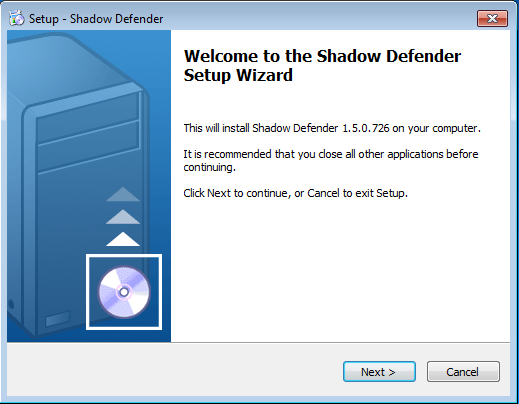 Setup - Shadow Defender
Welcome to the Shadow Defender
Setup Wizard
This will install Shadow Defender 1.5.0.726 on your computer.
It is recommended that you close all other applications before
continuing.
Click Next to continue, or Cancel to exit Setup.
Next >
Cancel